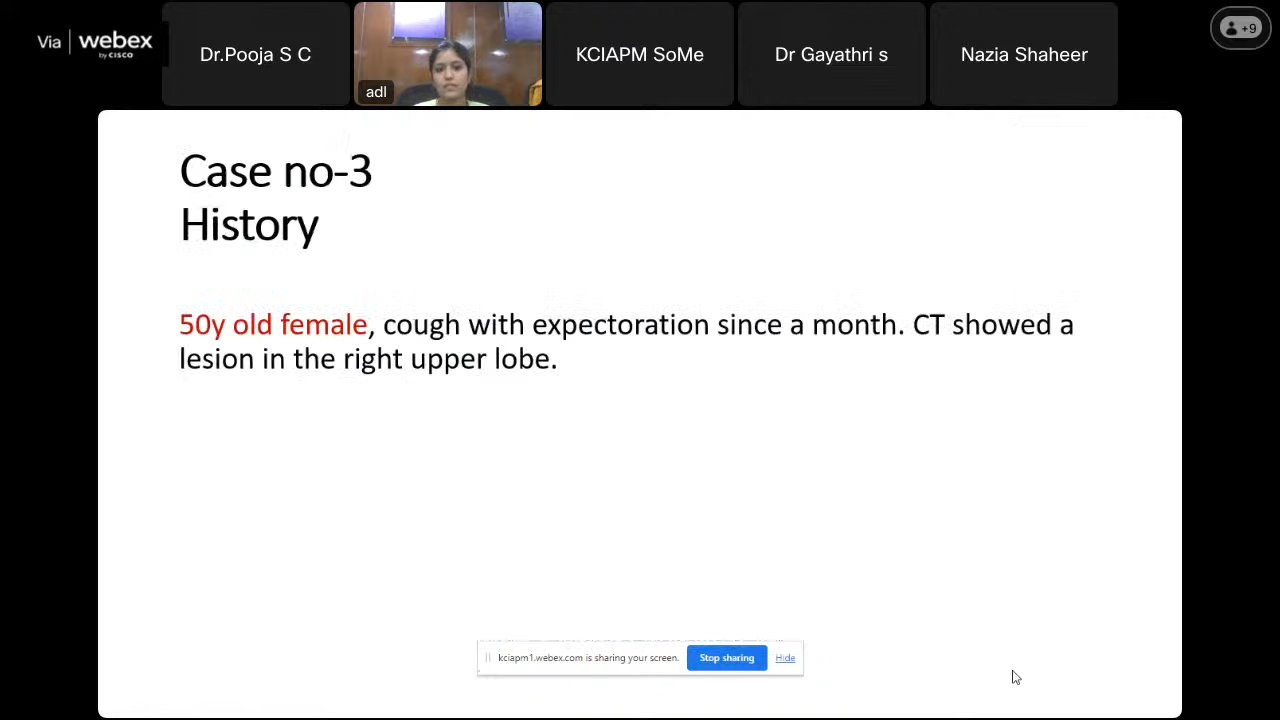 Via webex
by CISCO
Dr.Pooja S C
adl
KCIAPM SoMe
Dr Gayathri s
Nazia Shaheer
+9
Case no-3
History
50y old female, cough with expectoration since a month. CT showed a
lesion in the right upper lobe.
kciapm1.webex.com is sharing your screen. Stop sharing Hide